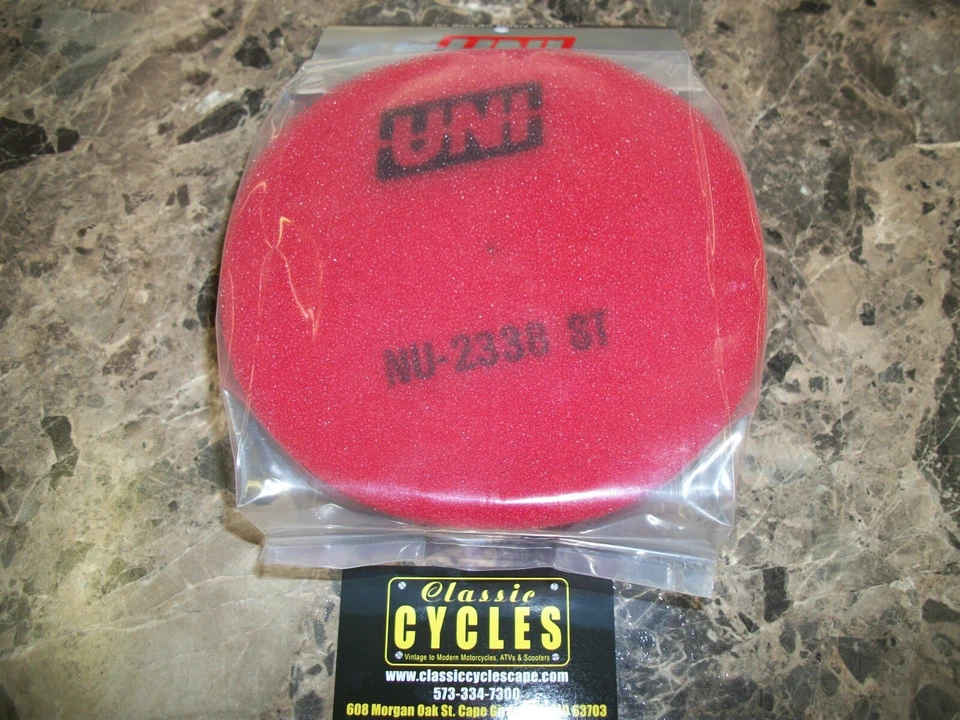 UNI
UNI
NU-2338 ST
Classic
CYCLES
Vintage to Modern Motorcycles, ATVs & Scooters
www.classiccyclescape.com
573-334-7300
608 Morgan Oak St. Cape 63703